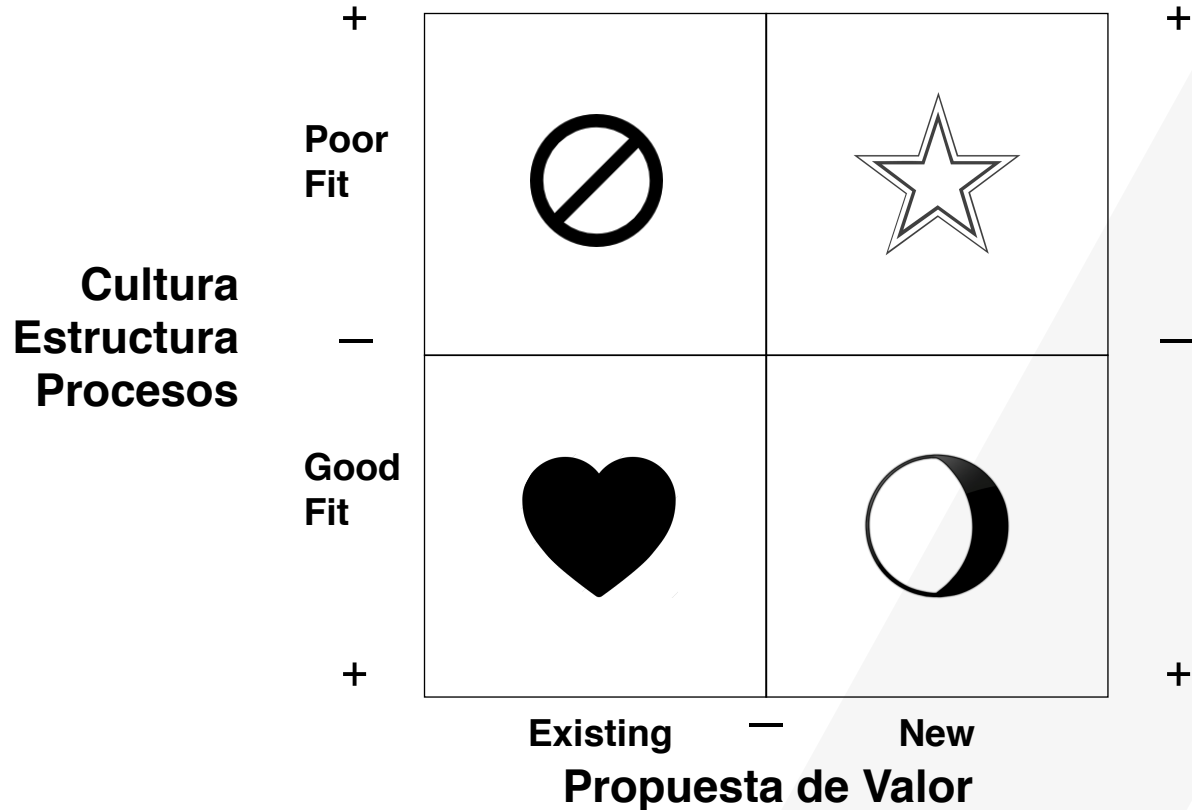 +
+
Poor
Fit
Cultura
Estructura
Procesos
—
—
Good
Fit
+
+
Existing
—
New
Propuesta de Valor